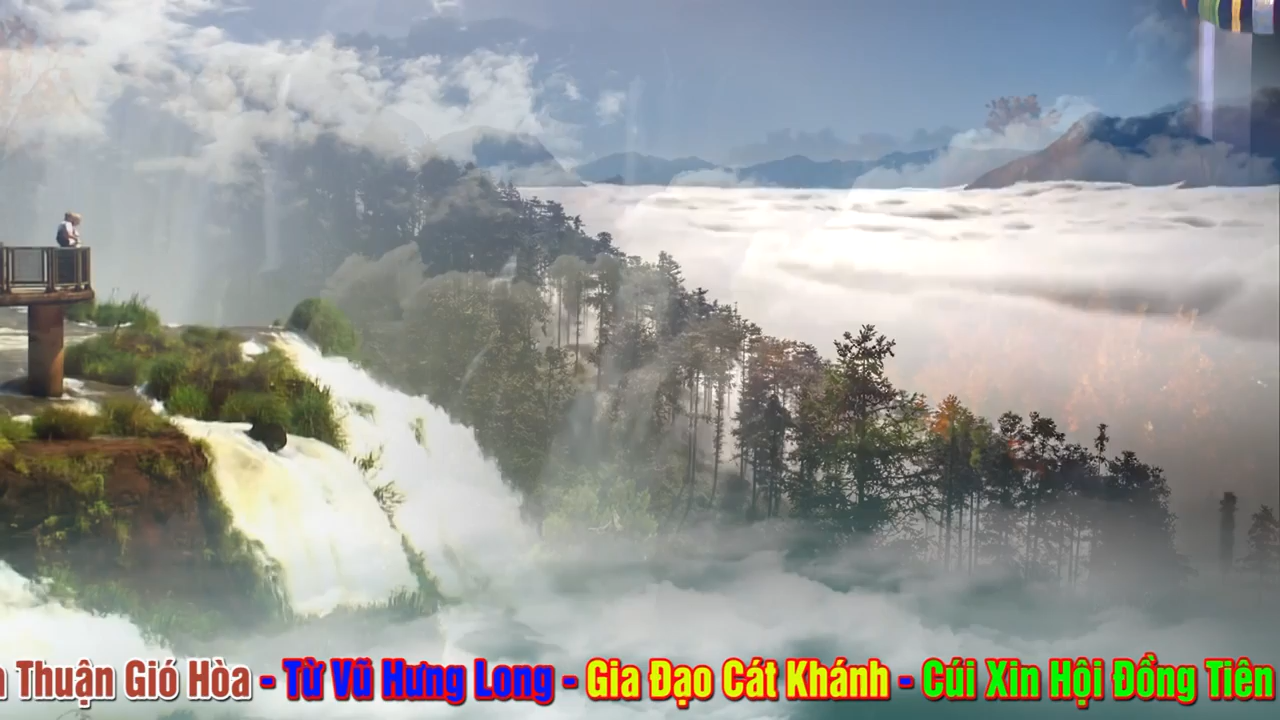 Thuận Gió Hòa - Từ Vũ Hưng Long - Gia Đạo Cát Khánh - Cúi Xin Hội Đồng Tiên